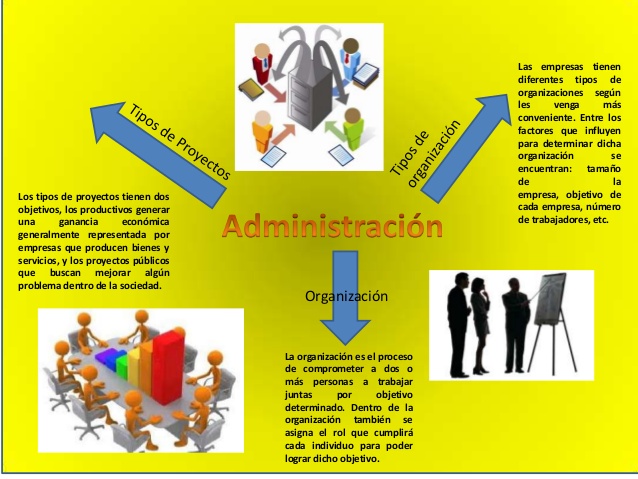 Administración
Tipos de Proyectos
Los tipos de proyectos tienen dos
objetivos, los productivos generar
una ganancia económica
generalmente representada por
empresas que producen bienes y
servicios, y los proyectos públicos
que buscan mejorar algún
problema dentro de la sociedad.
Tipos de
organización
Las empresas tienen
diferentes tipos de
organizaciones según
les venga más
conveniente. Entre los
factores que influyen
para determinar dicha
organización se
encuentran: tamaño
de la
empresa, objetivo de
cada empresa, número
de trabajadores, etc.
Organización
La organización es el proceso
de comprometer a dos o
más personas a trabajar
juntas por objetivo
determinado. Dentro de la
organización también se
asigna el rol que cumplirá
cada individuo para poder
lograr dicho objetivo.